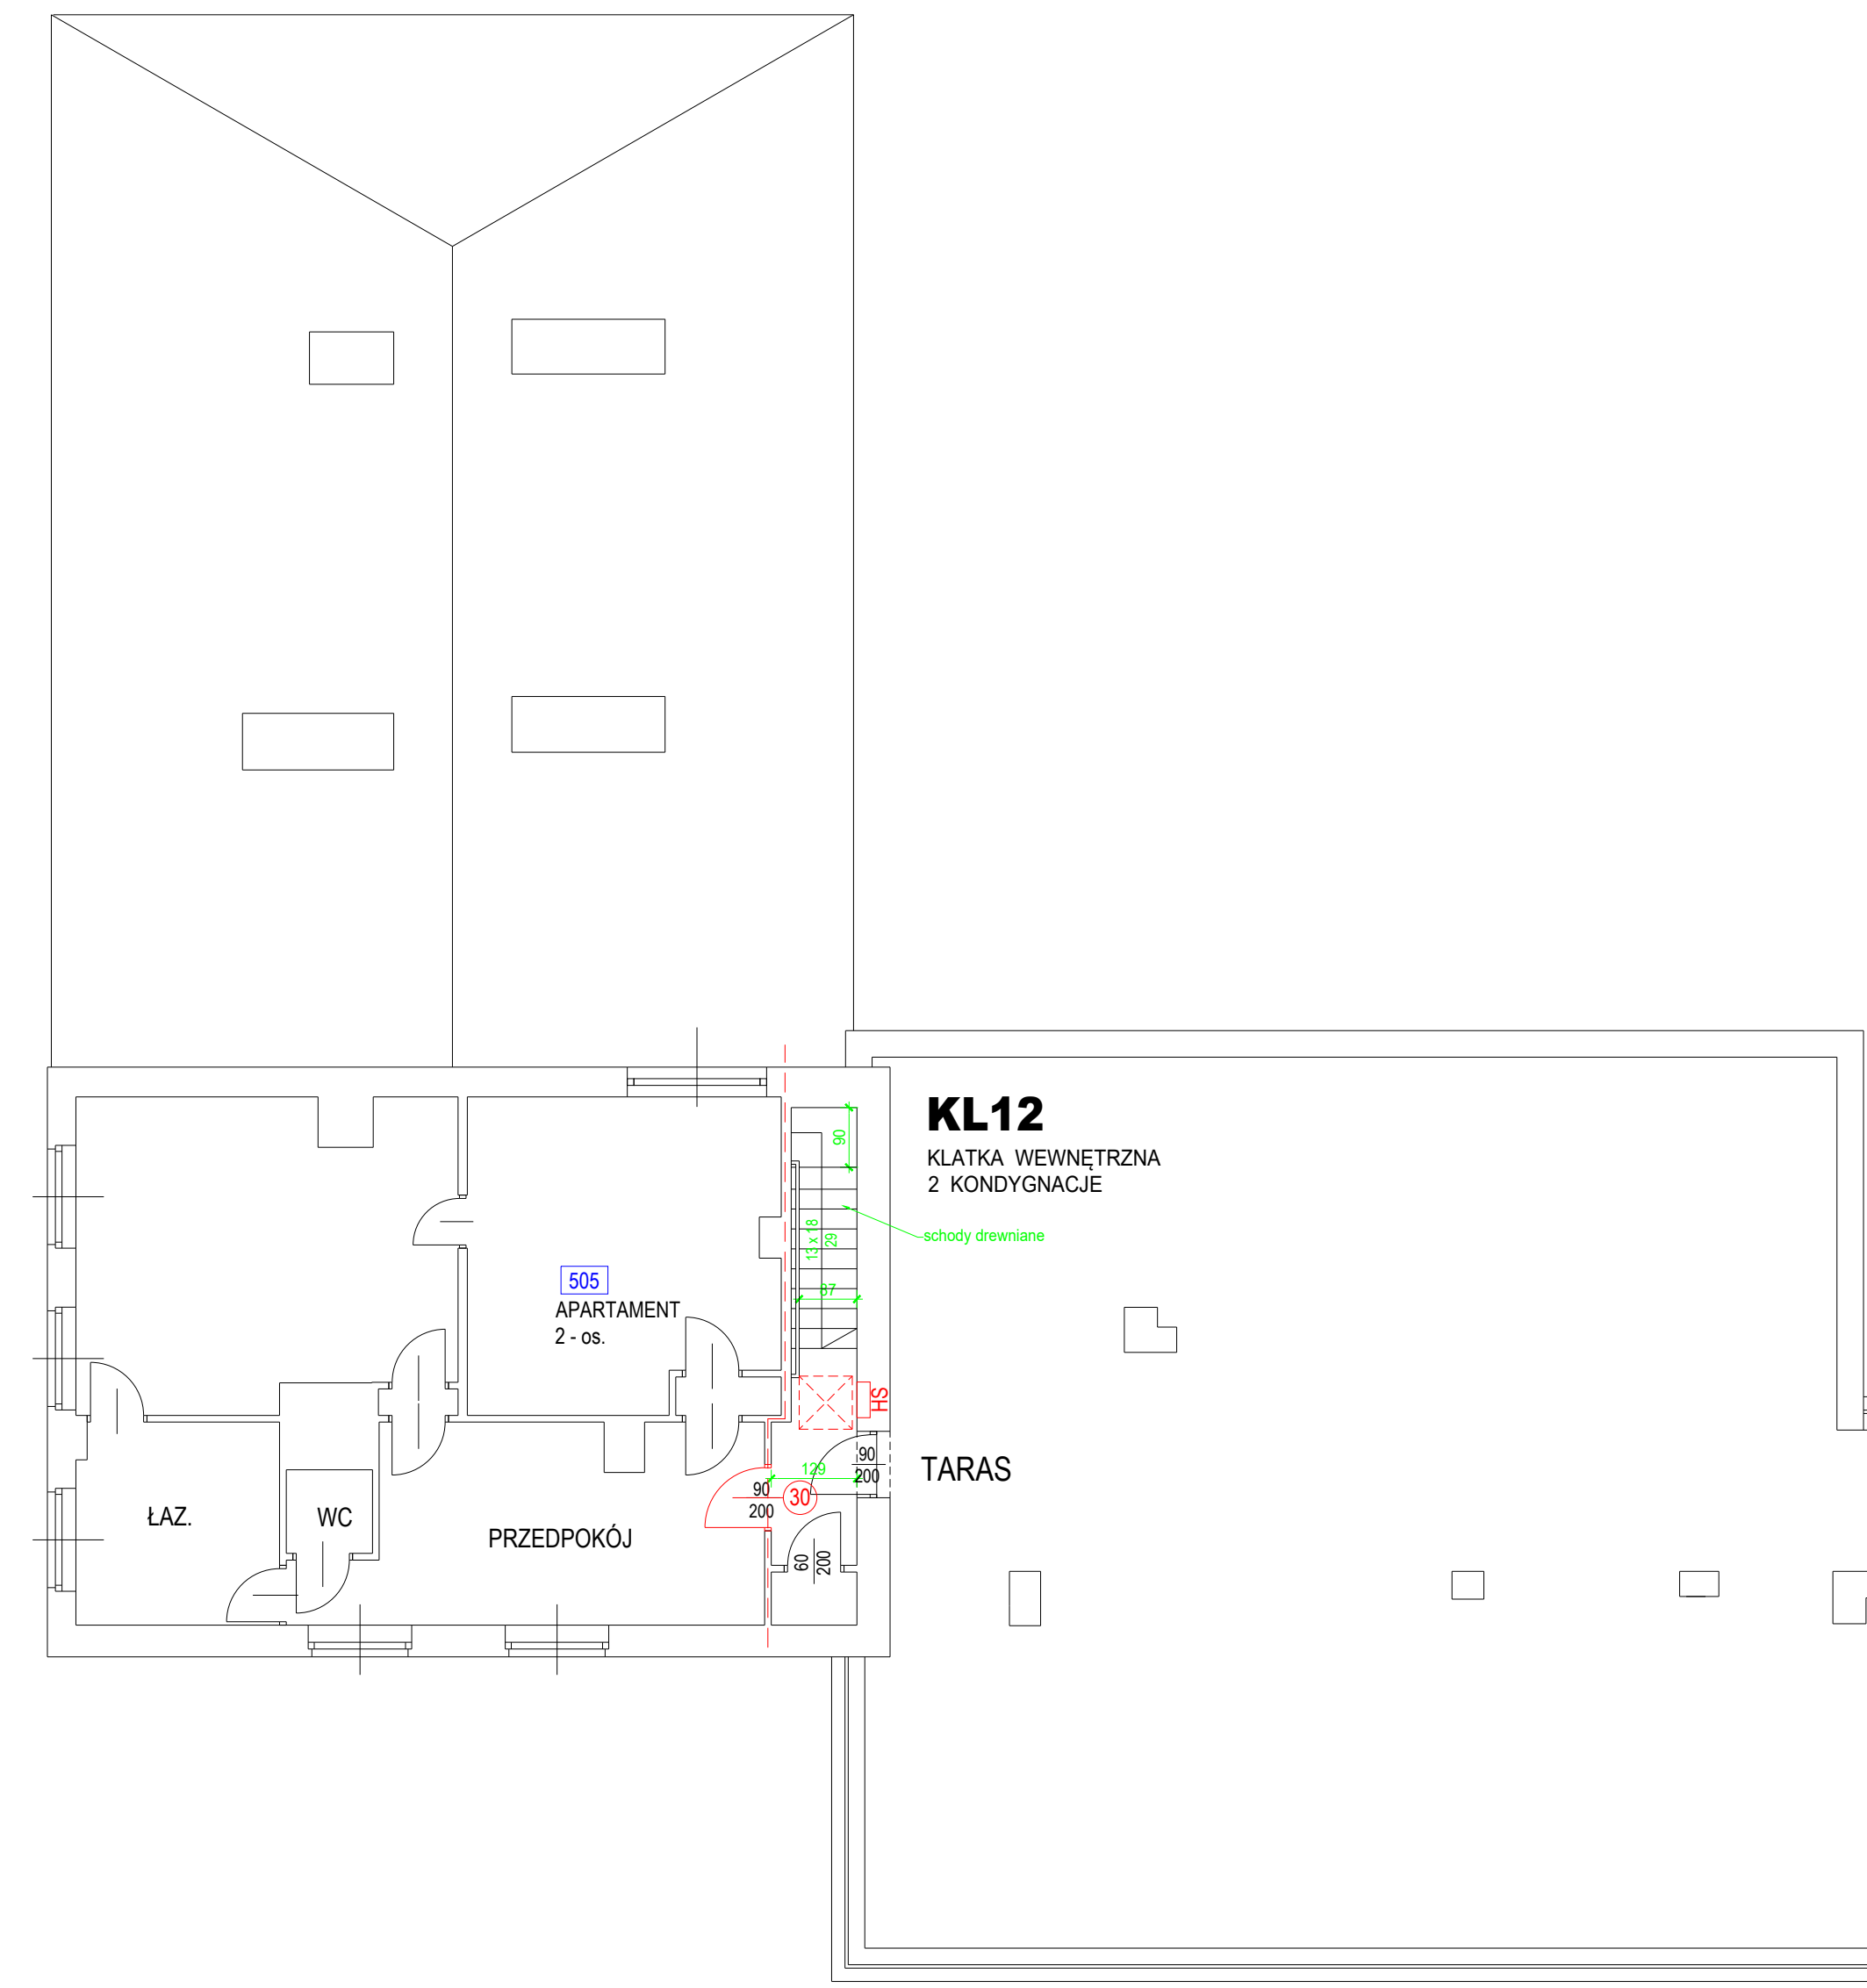 KL12
KLATKA WEWNĘTRZNA
2 KONDYGNACJE
90
schody drewniane
13 x 18
29
87
505
APARTAMENT
2 - os.
HS
TARAS
129
90
200
90
200
30
ŁAZ.
WC
PRZEDPOKÓJ
60
200